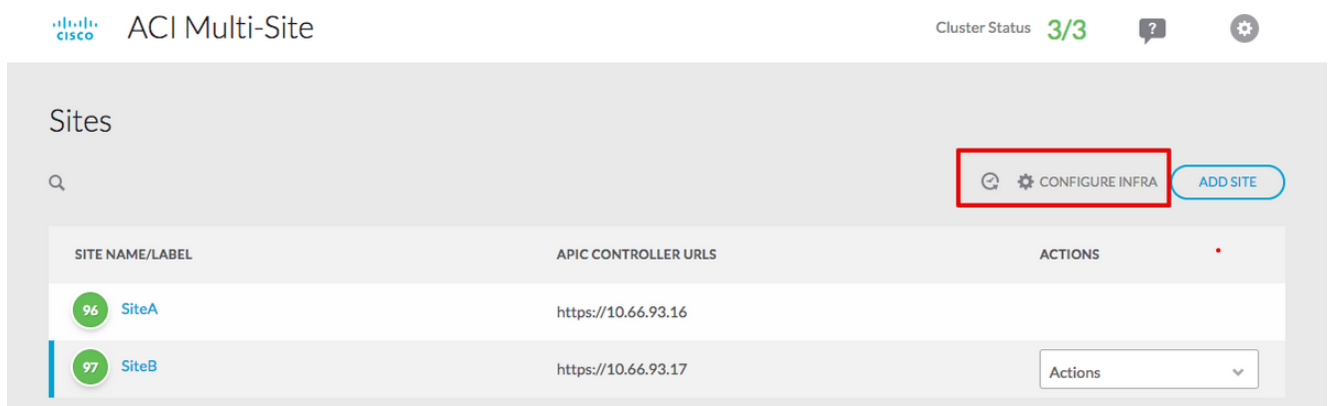 cisco ACI Multi-Site Cluster Status 3/3 ?
Sites
CONFIGURE INFRA ADD SITE
SITE NAME/LABEL APIC CONTROLLER URLS ACTIONS
96 SiteA https://10.66.93.16
97 SiteB https://10.66.93.17 Actions